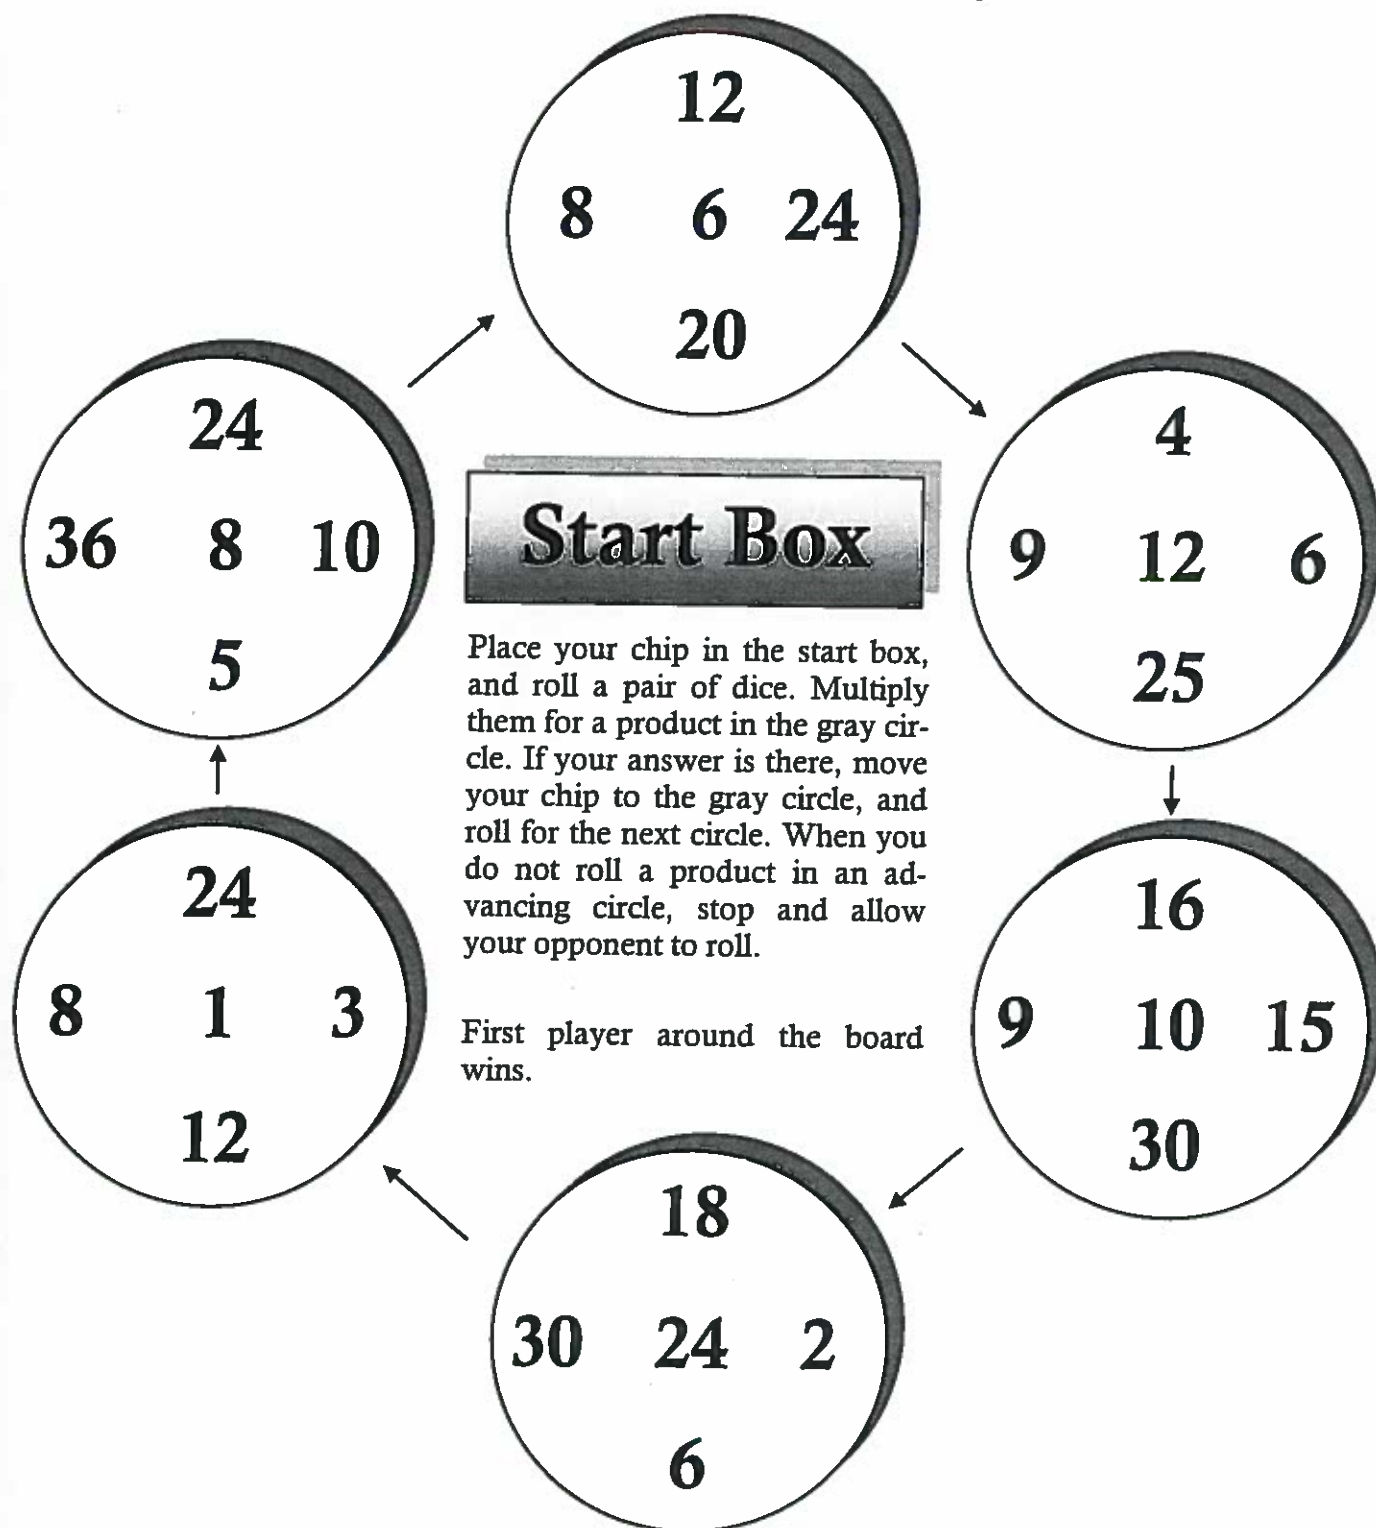 12
8 6 24
20
24
36 8 10
5
Start Box
4
9 12 6
25
Place your chip in the start box,
and roll a pair of dice. Multiply
them for a product in the gray cir-
cle. If your answer is there, move
your chip to the gray circle, and
roll for the next circle. When you
do not roll a product in an ad-
vancing circle, stop and allow
your opponent to roll.
First player around the board
wins.
24
8 1 3
12
16
9 10 15
30
18
30 24 2
6